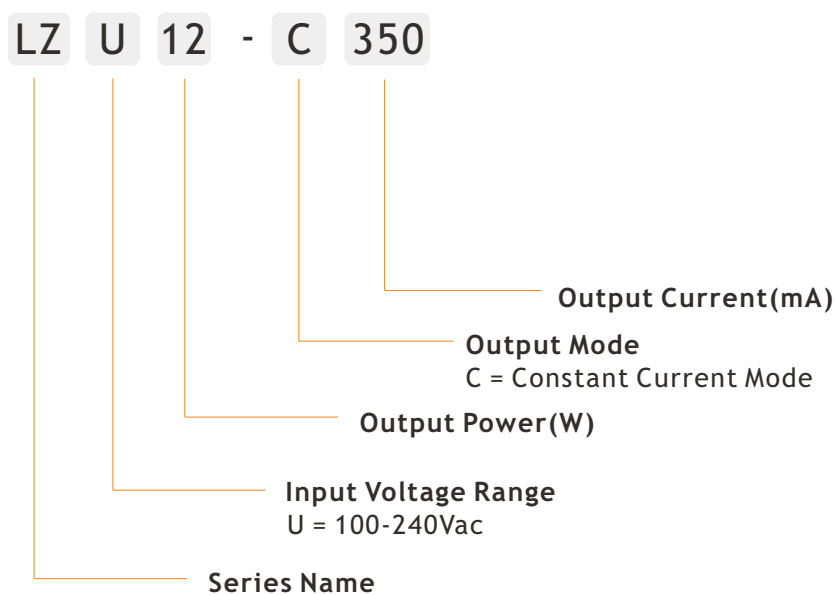 LZ U 12 - C 350
Output Current(mA)
Output Mode
C = Constant Current Mode
Output Power(W)
Input Voltage Range
U = 100-240Vac
Series Name